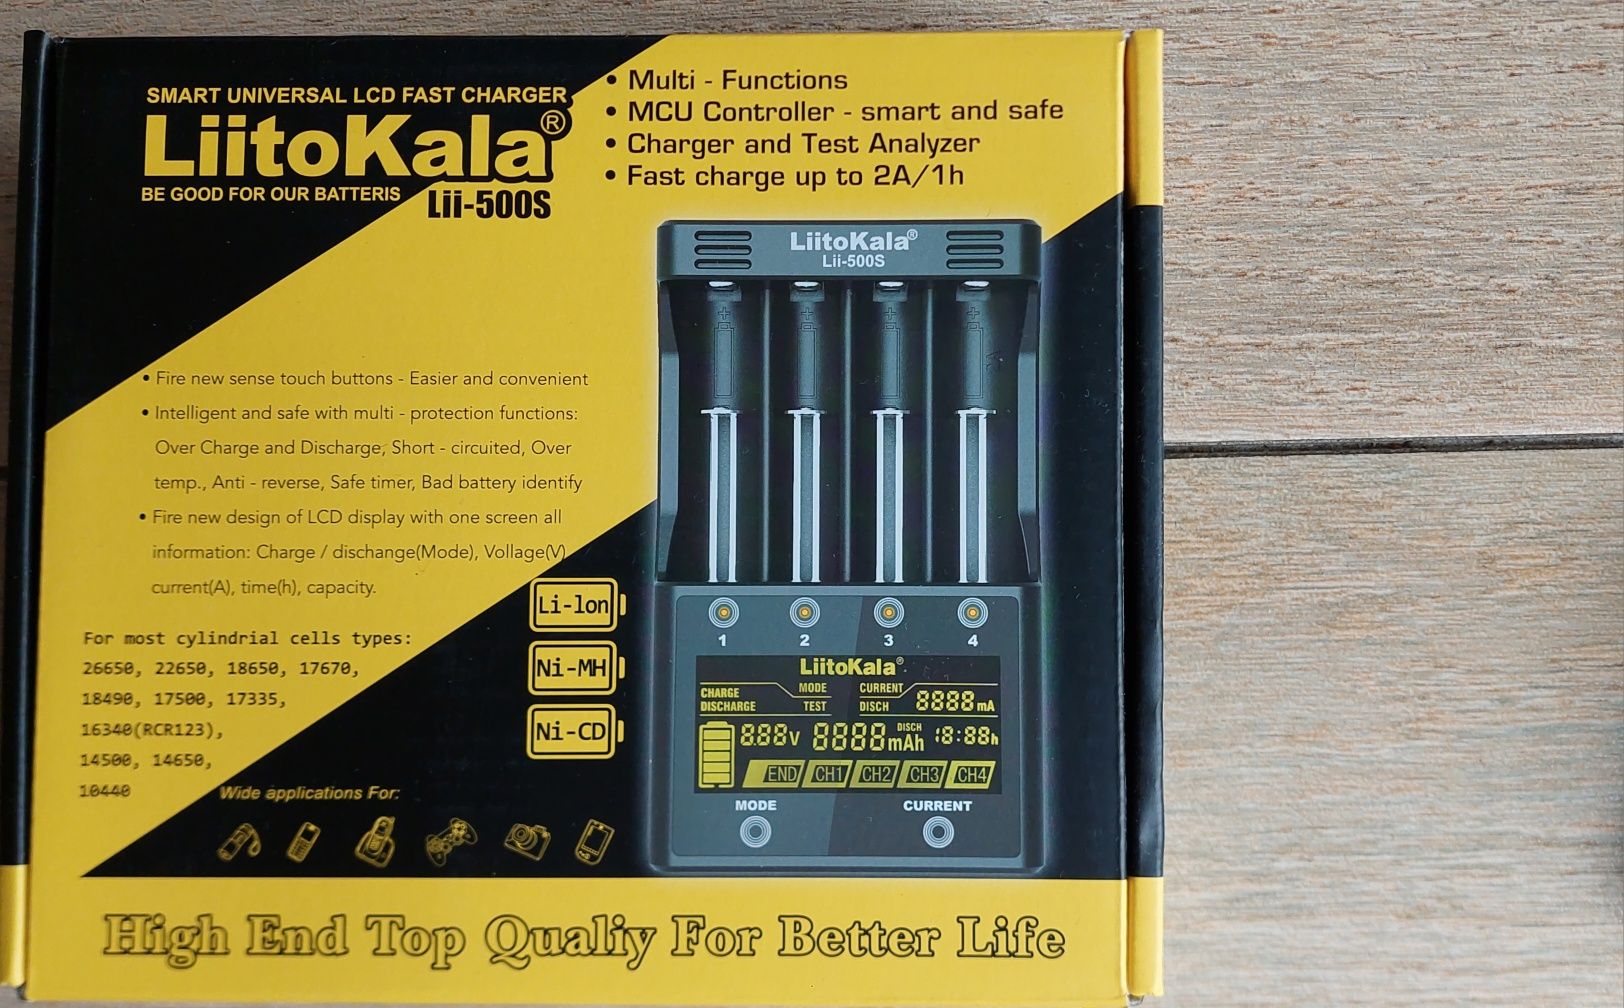 SMART UNIVERSAL LCD FAST CHARGER
LiitoKala®
BE GOOD FOR OUR BATTERIS
Lii-500S
• Multi - Functions
• MCU Controller - smart and safe
• Charger and Test Analyzer
• Fast charge up to 2A/1h
LiitoKala®
Lii-500S
• Fire new sense touch buttons - Easier and convenient
• Intelligent and safe with multi - protection functions:
Over Charge and Discharge, Short - circuited, Over
temp., Anti - reverse, Safe timer, Bad battery identify
• Fire new design of LCD display with one screen all
information: Charge / dischange(Mode), Vollage(V)
current(A), time(h), capacity.
Li-lon
Ni-MH
Ni-CD
For most cylindrial cells types:
26650, 22650, 18650, 17670,
18490, 17500, 17335,
16340(RCR123),
14500, 14650,
10440
Wide applications For:
1 2 3 4
LiitoKala®
CHARGE MODE CURRENT 8888mA
DISCHARGE TEST DISCH
8.88v 8888mAh DISCH 18:88h
END CH1 CH2 CH3 CH4
MODE CURRENT
High End Top Qualiy For Better Life